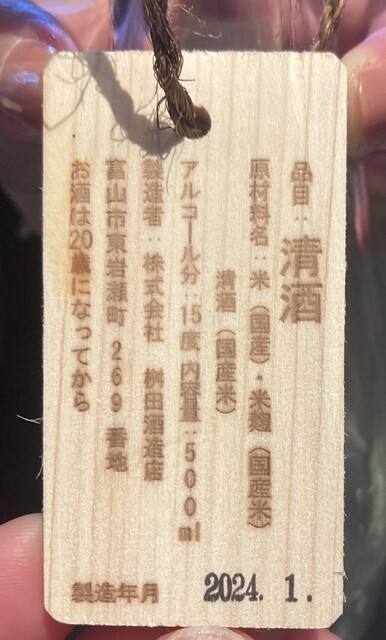 品目：清酒
原材料名：米（国産）・米麹（国産米）
清酒（国産米）
アルコール分：15度 内容量：500ml
製造者：株式会社 桝田酒造店
富山市東岩瀬町 269 番地
お酒は20歳になってから
製造年月 2024. 1.